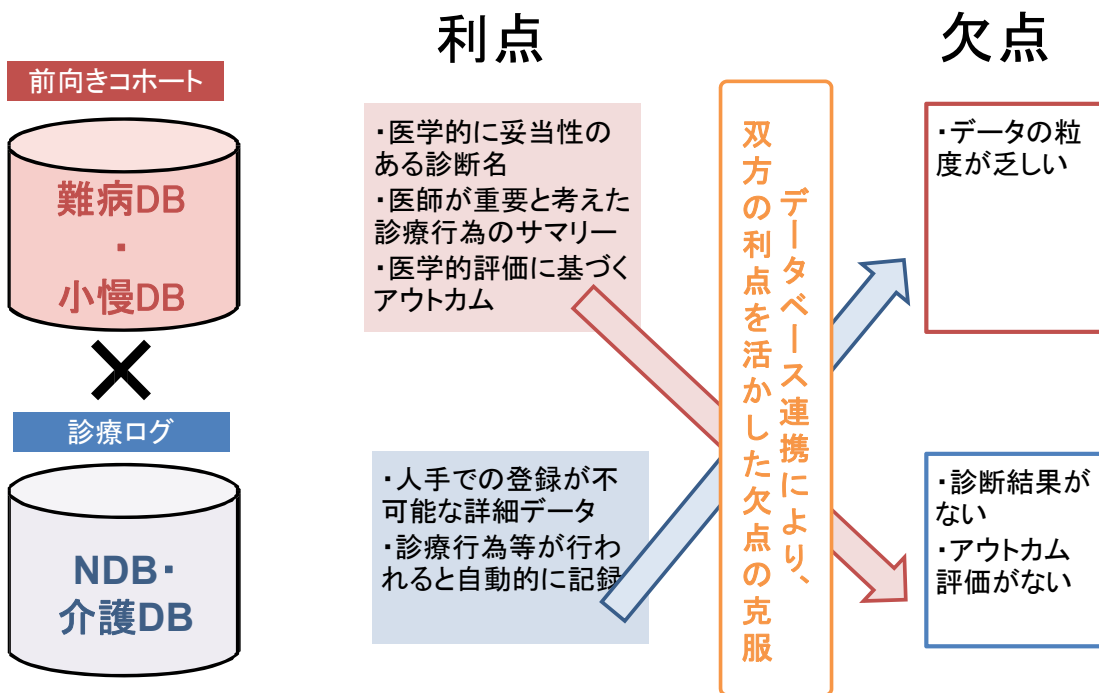 利点
欠点
前向きコホート
難病DB
・
小慢DB
・医学的に妥当性の
ある診断名
・医師が重要と考えた
診療行為のサマリー
・医学的評価に基づく
アウトカム
データベース連携により、
双方の利点を活かした欠点の克服
・データの粒
度が乏しい
診療ログ
NDB・
介護DB
・人手での登録が不
可能な詳細データ
・診療行為等が行わ
れると自動的に記録
・診断結果が
ない
・アウトカム
評価がない